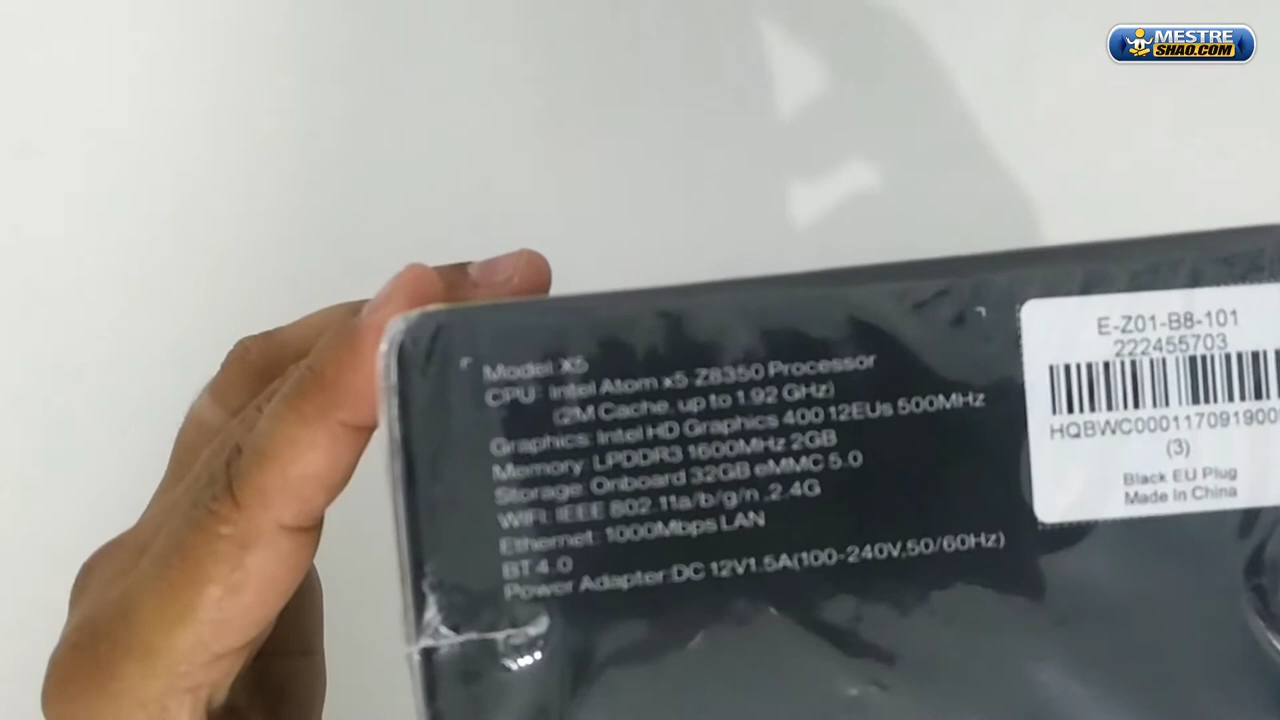 MESTRE
SHAO.COM
Model: X5
CPU: Intel Atom x5-Z8350 Processor
(2M Cache, up to 1.92 GHz)
Graphics: Intel HD Graphics 400 12EUs 500MHz
Memory: LPDDR3 1600MHz 2GB
Storage: Onboard 32GB eMMC 5.0
WIFI: IEEE 802.11a/b/g/n ,2.4G
Ethernet: 1000Mbps LAN
BT 4.0
Power Adapter:DC 12V1.5A(100-240V,50/60Hz)
E-Z01-B8-101
222455703
HQBWC000117091900
(3)
Black EU Plug
Made In China